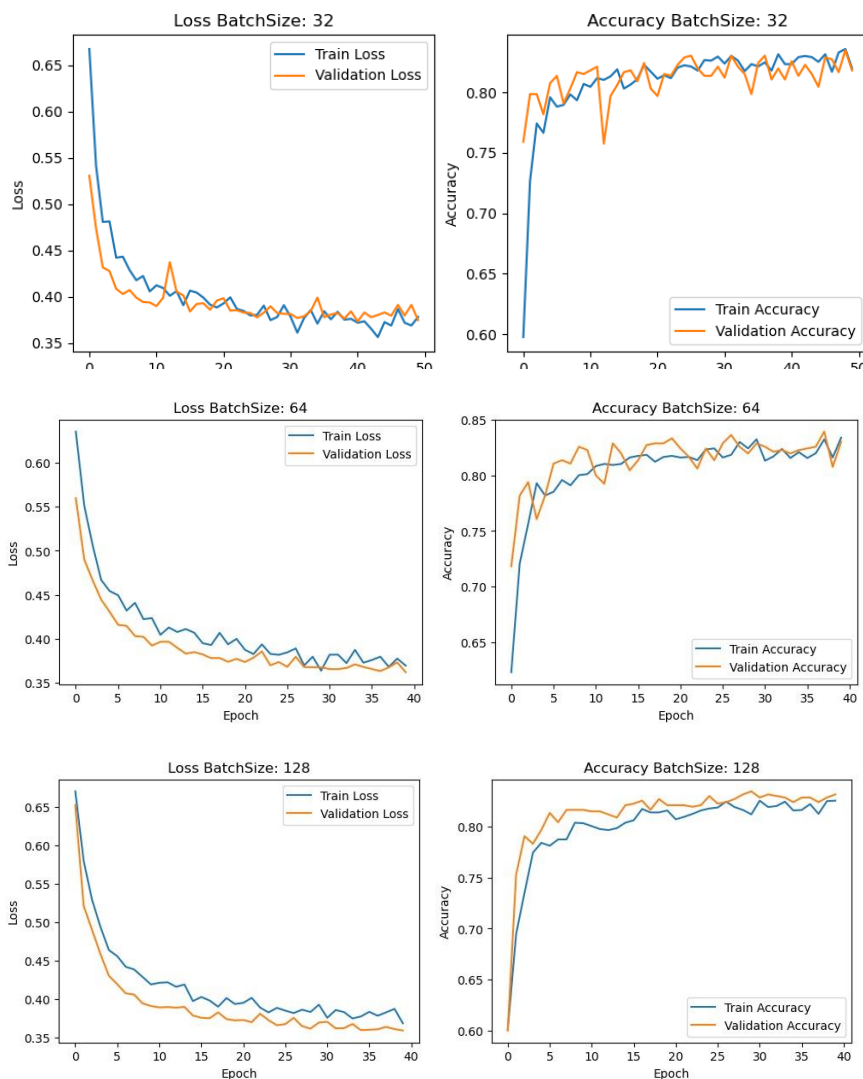 Loss BatchSize: 32
0.65
0.60
0.55
0.50
0.45
0.40
0.35
Loss
Train Loss
Validation Loss
0 10 20 30 40 50
Accuracy BatchSize: 32
0.80
0.75
0.70
0.65
0.60
Accuracy
Train Accuracy
Validation Accuracy
0 10 20 30 40 50
Loss BatchSize: 64
0.60
0.55
0.50
0.45
0.40
0.35
Loss
Train Loss
Validation Loss
0 5 10 15 20 25 30 35 40
Epoch
Accuracy BatchSize: 64
0.85
0.80
0.75
0.70
0.65
Accuracy
Train Accuracy
Validation Accuracy
0 5 10 15 20 25 30 35 40
Epoch
Loss BatchSize: 128
0.65
0.60
0.55
0.50
0.45
0.40
0.35
Loss
Train Loss
Validation Loss
0 5 10 15 20 25 30 35 40
Epoch
Accuracy BatchSize: 128
0.80
0.75
0.70
0.65
0.60
Accuracy
Train Accuracy
Validation Accuracy
0 5 10 15 20 25 30 35 40
Epoch